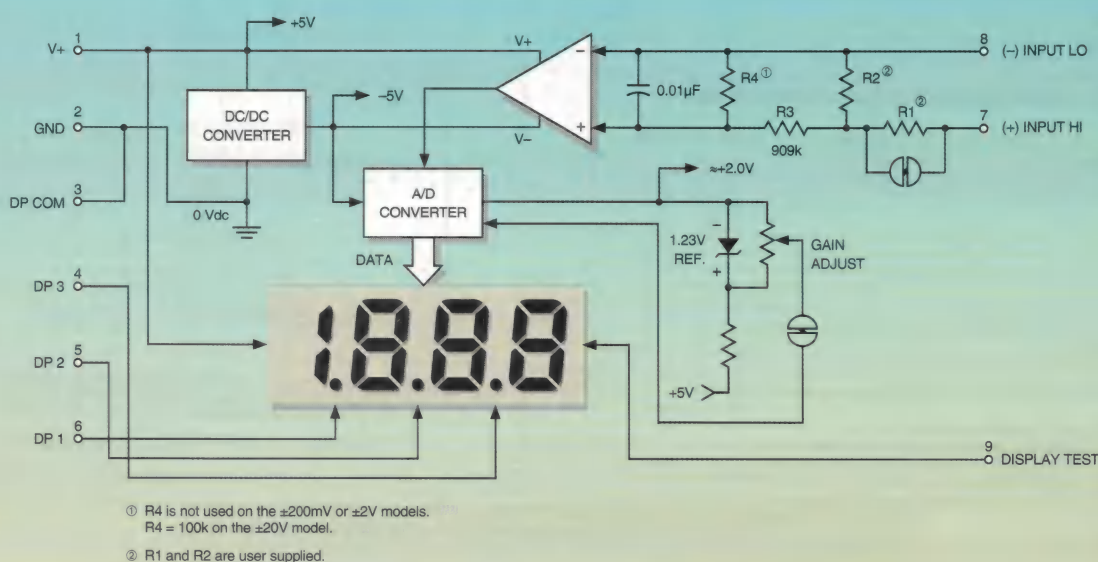 +5V
V+ 1
V+
−
8 (−) INPUT LO
R4①
R2②
0.01µF
−5V
DC/DC
CONVERTER
GND 2
R1②
7 (+) INPUT HI
+
R3
909k
V−
≈+2.0V
DP COM 3
0 Vdc
A/D
CONVERTER
−
1.23V
REF.
+
GAIN
ADJUST
DATA
DP 3 4
1.8.8.8
DP 2 5
+5V
DP 1 6
9 DISPLAY TEST
① R4 is not used on the ±200mV or ±2V models.
R4 = 100k on the ±20V model.
② R1 and R2 are user supplied.